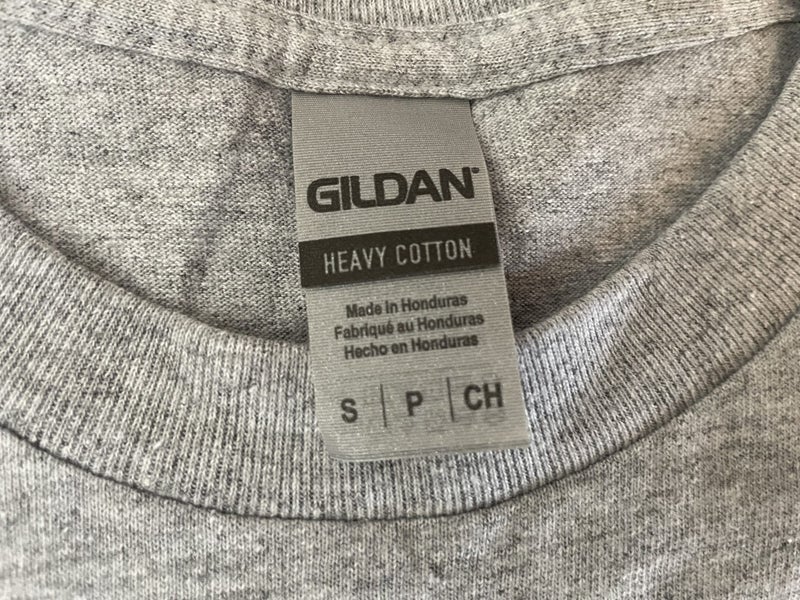 GILDAN
HEAVY COTTON
Made in Honduras
Fabriqué au Honduras
Hecho en Honduras
S | P | CH